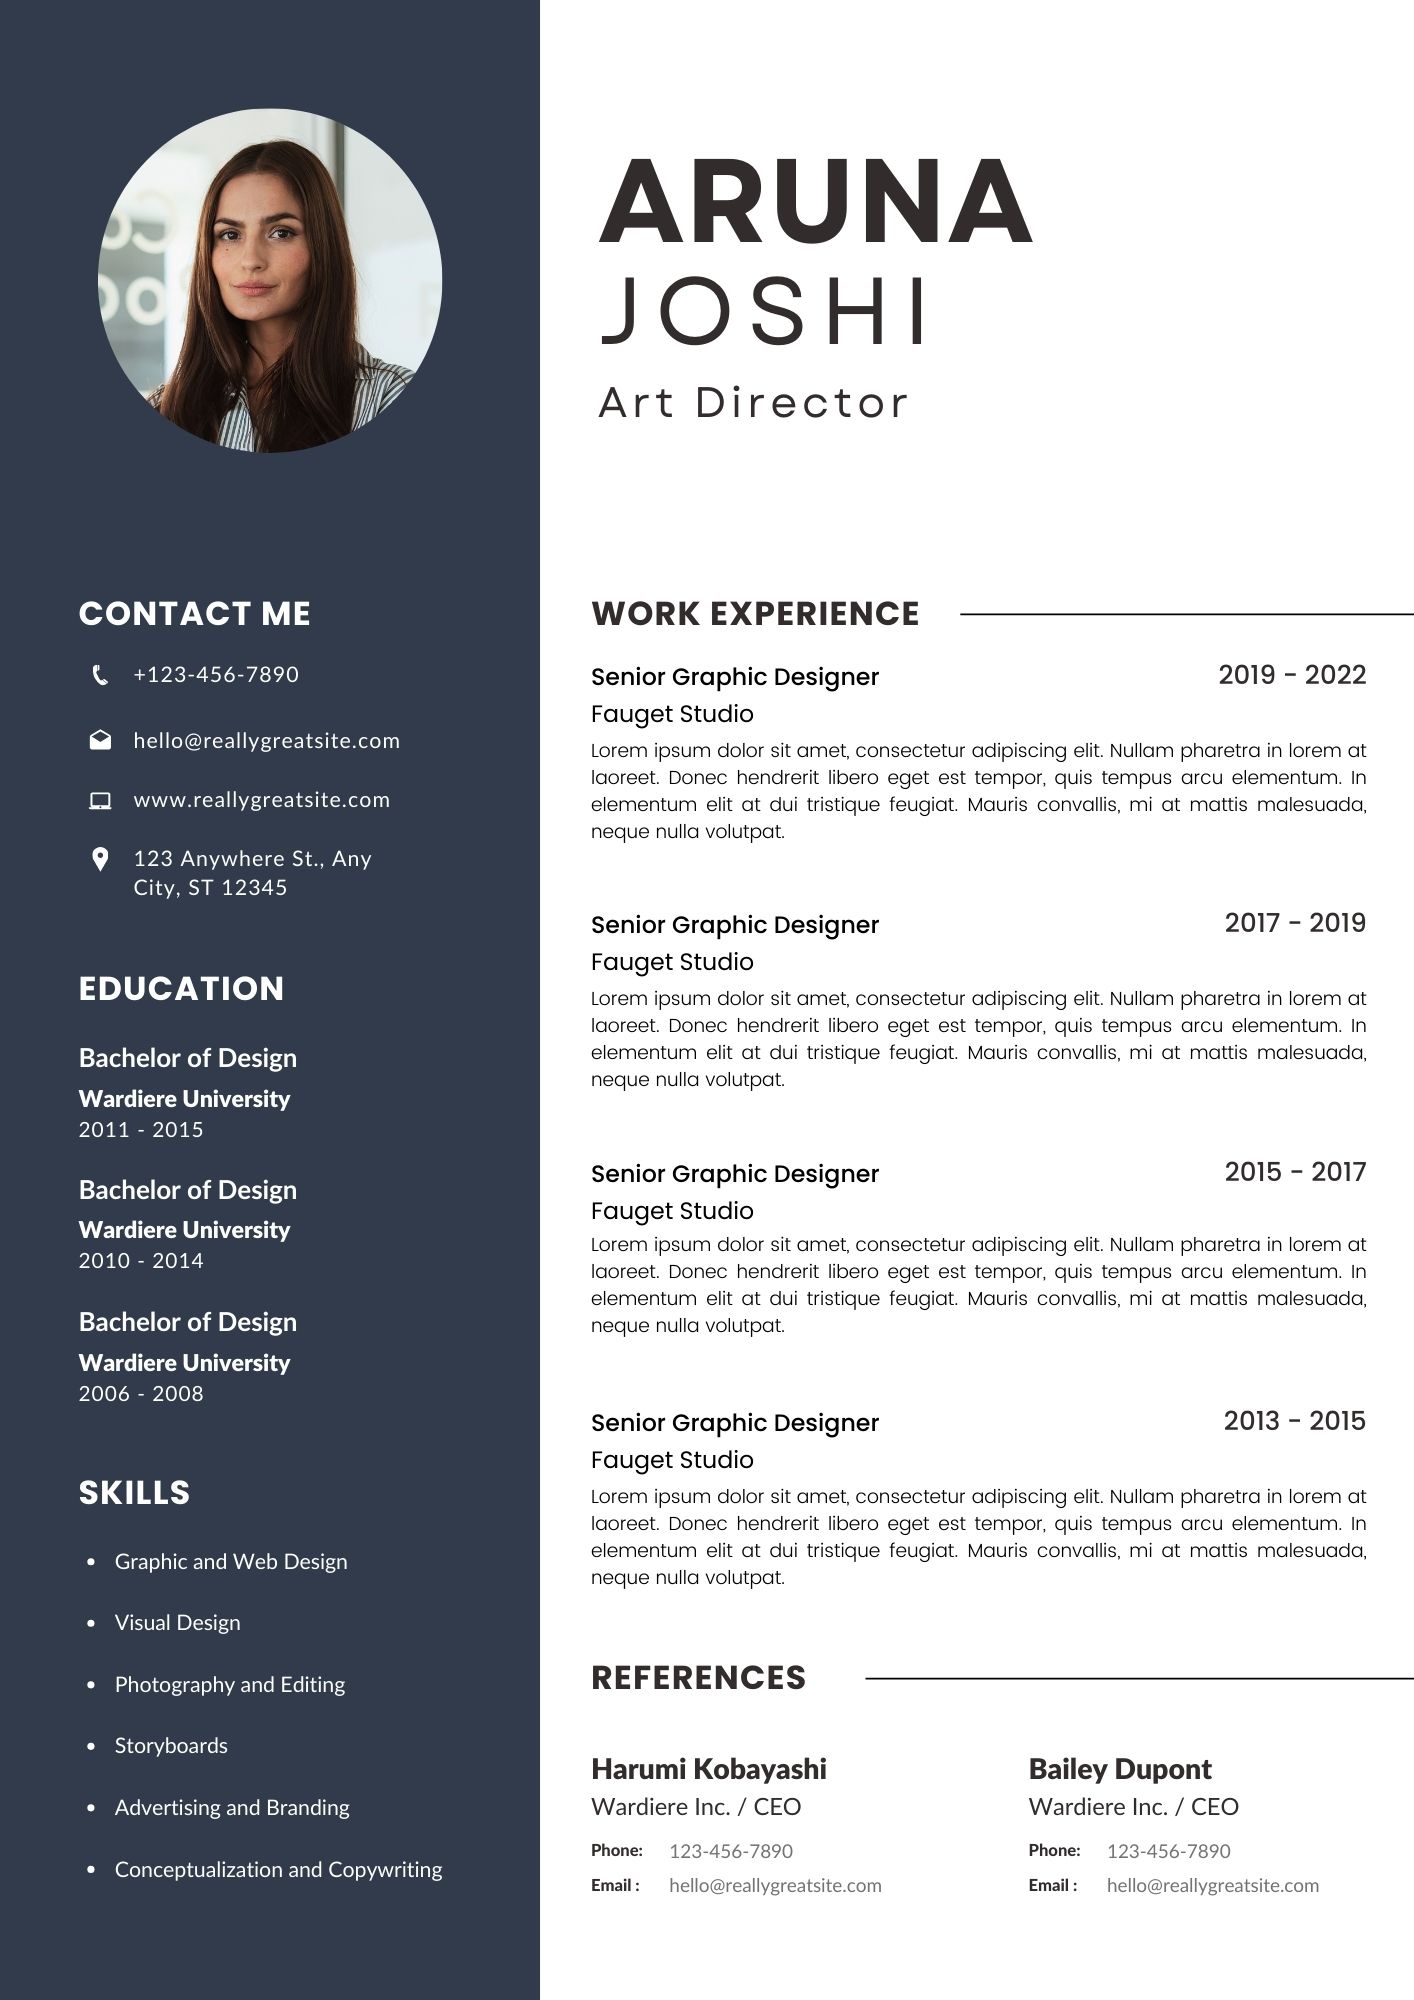 ARUNA
JOSHI
Art Director
CONTACT ME
+123-456-7890
hello@reallygreatsite.com
www.reallygreatsite.com
123 Anywhere St., Any
City, ST 12345
EDUCATION
Bachelor of Design
Wardiere University
2011 - 2015
Bachelor of Design
Wardiere University
2010 - 2014
Bachelor of Design
Wardiere University
2006 - 2008
SKILLS
• Graphic and Web Design
• Visual Design
• Photography and Editing
• Storyboards
• Advertising and Branding
• Conceptualization and Copywriting
WORK EXPERIENCE
Senior Graphic Designer 2019 - 2022
Fauget Studio
Lorem ipsum dolor sit amet, consectetur adipiscing elit. Nullam pharetra in lorem at
laoreet. Donec hendrerit libero eget est tempor, quis tempus arcu elementum. In
elementum elit at dui tristique feugiat. Mauris convallis, mi at mattis malesuada,
neque nulla volutpat.
Senior Graphic Designer 2017 - 2019
Fauget Studio
Lorem ipsum dolor sit amet, consectetur adipiscing elit. Nullam pharetra in lorem at
laoreet. Donec hendrerit libero eget est tempor, quis tempus arcu elementum. In
elementum elit at dui tristique feugiat. Mauris convallis, mi at mattis malesuada,
neque nulla volutpat.
Senior Graphic Designer 2015 - 2017
Fauget Studio
Lorem ipsum dolor sit amet, consectetur adipiscing elit. Nullam pharetra in lorem at
laoreet. Donec hendrerit libero eget est tempor, quis tempus arcu elementum. In
elementum elit at dui tristique feugiat. Mauris convallis, mi at mattis malesuada,
neque nulla volutpat.
Senior Graphic Designer 2013 - 2015
Fauget Studio
Lorem ipsum dolor sit amet, consectetur adipiscing elit. Nullam pharetra in lorem at
laoreet. Donec hendrerit libero eget est tempor, quis tempus arcu elementum. In
elementum elit at dui tristique feugiat. Mauris convallis, mi at mattis malesuada,
neque nulla volutpat.
REFERENCES
Harumi Kobayashi
Wardiere Inc. / CEO
Phone: 123-456-7890
Email : hello@reallygreatsite.com
Bailey Dupont
Wardiere Inc. / CEO
Phone: 123-456-7890
Email : hello@reallygreatsite.com